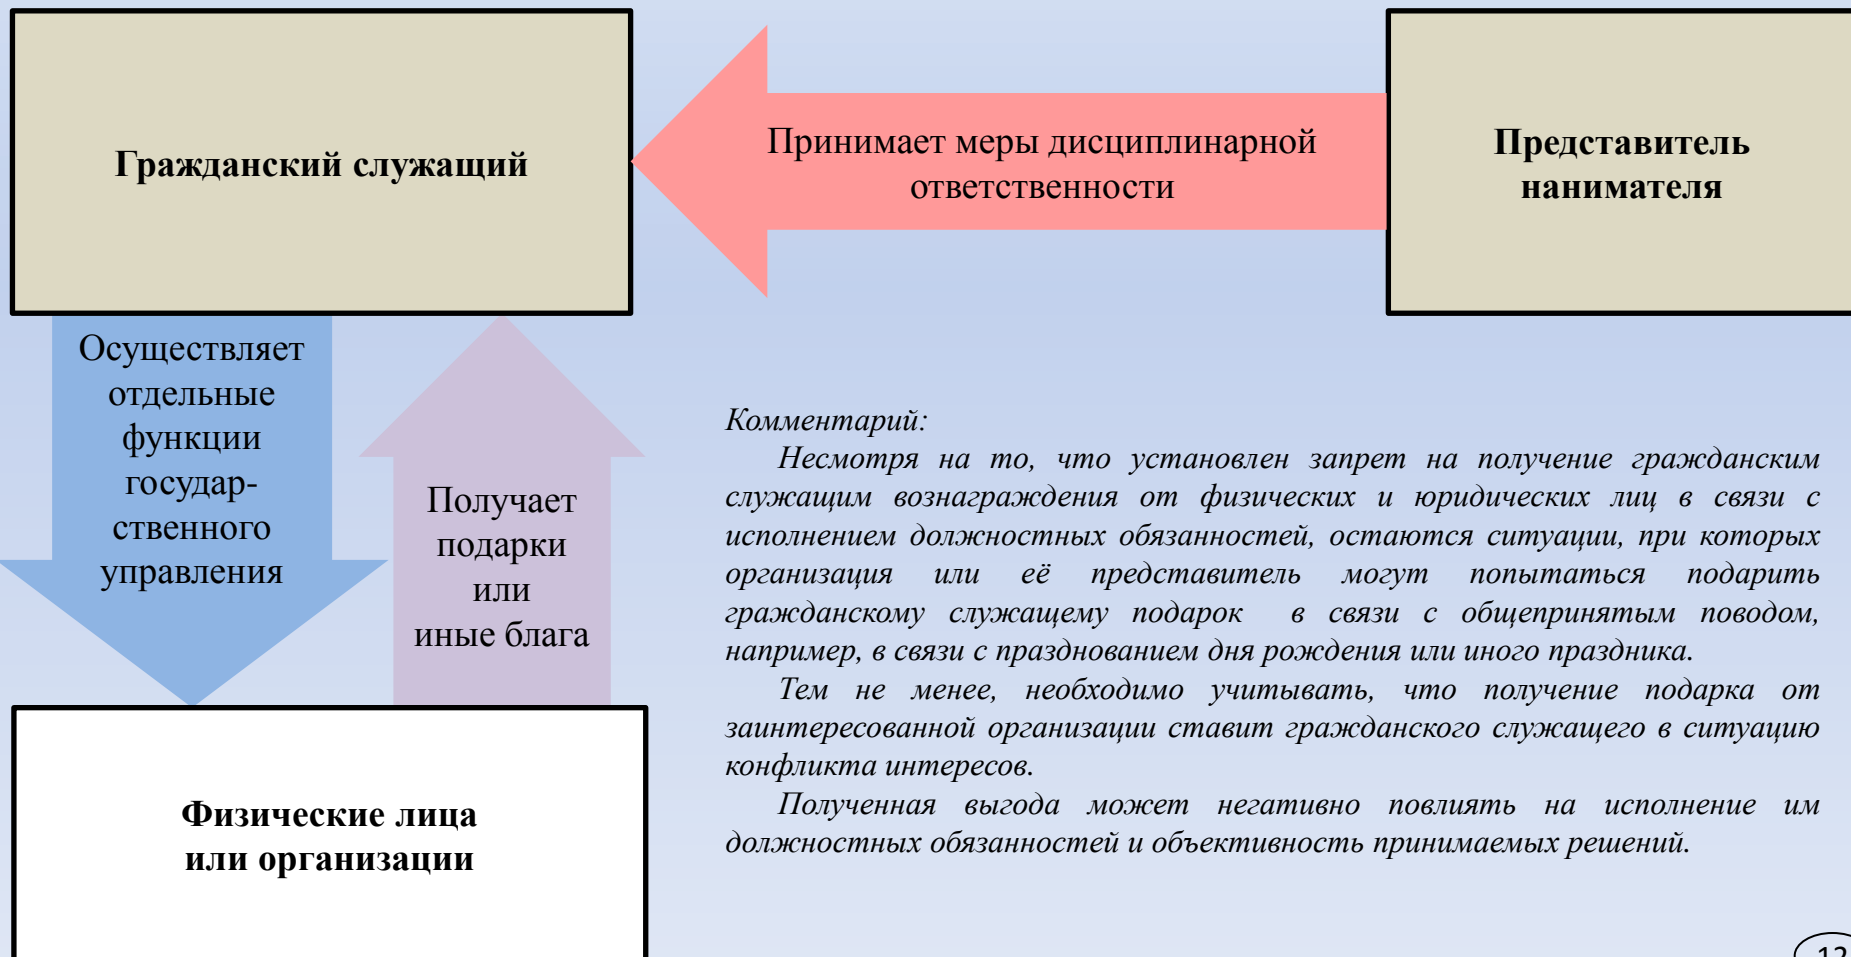 Гражданский служащий
Принимает меры дисциплинарной
ответственности
Представитель
нанимателя
Осуществляет
отдельные
функции
государ-
ственного
управления
Получает
подарки
или
иные блага
Физические лица
или организации
Комментарий:
Несмотря на то, что установлен запрет на получение гражданским
служащим вознаграждения от физических и юридических лиц в связи с
исполнением должностных обязанностей, остаются ситуации, при которых
организация или её представитель могут попытаться подарить
гражданскому служащему подарок в связи с общепринятым поводом,
например, в связи с празднованием дня рождения или иного праздника.
Тем не менее, необходимо учитывать, что получение подарка от
заинтересованной организации ставит гражданского служащего в ситуацию
конфликта интересов.
Полученная выгода может негативно повлиять на исполнение им
должностных обязанностей и объективность принимаемых решений.
12